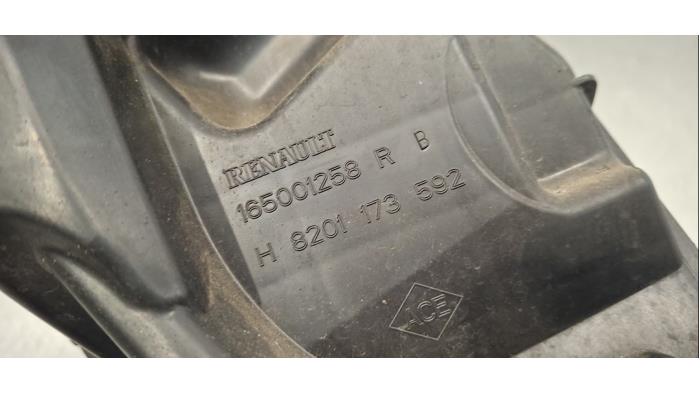 RENAULT
165001258 R B
H 8201 173 592
ACE